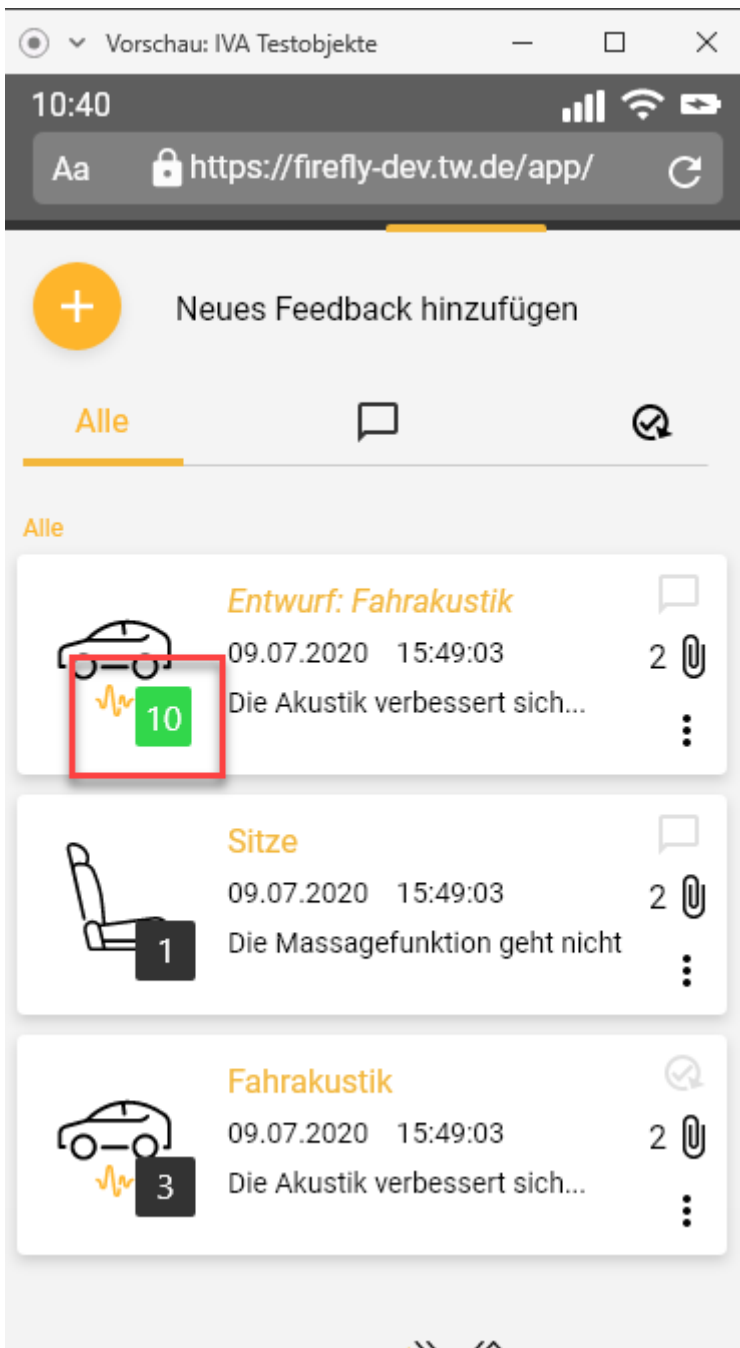 Vorschau: IVA Testobjekte
10:40
Aa https://firefly-dev.tw.de/app/
+ Neues Feedback hinzufügen
Alle
Alle
Entwurf: Fahrakustik
09.07.2020 15:49:03 2
10 Die Akustik verbessert sich...
Sitze
09.07.2020 15:49:03 2
1 Die Massagefunktion geht nicht
Fahrakustik
09.07.2020 15:49:03 2
3 Die Akustik verbessert sich...